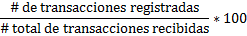 # de transacciones registradas
# total de transacciones recibidas
* 100